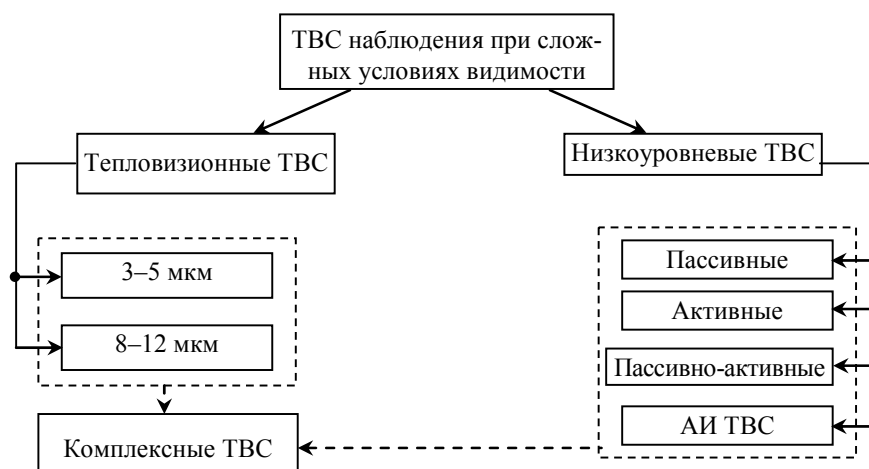 ТВС наблюдения при слож-
ных условиях видимости
Тепловизионные ТВС
Низкоуровневые ТВС
3–5 мкм
8–12 мкм
Пассивные
Активные
Пассивно-активные
АИ ТВС
Комплексные ТВС